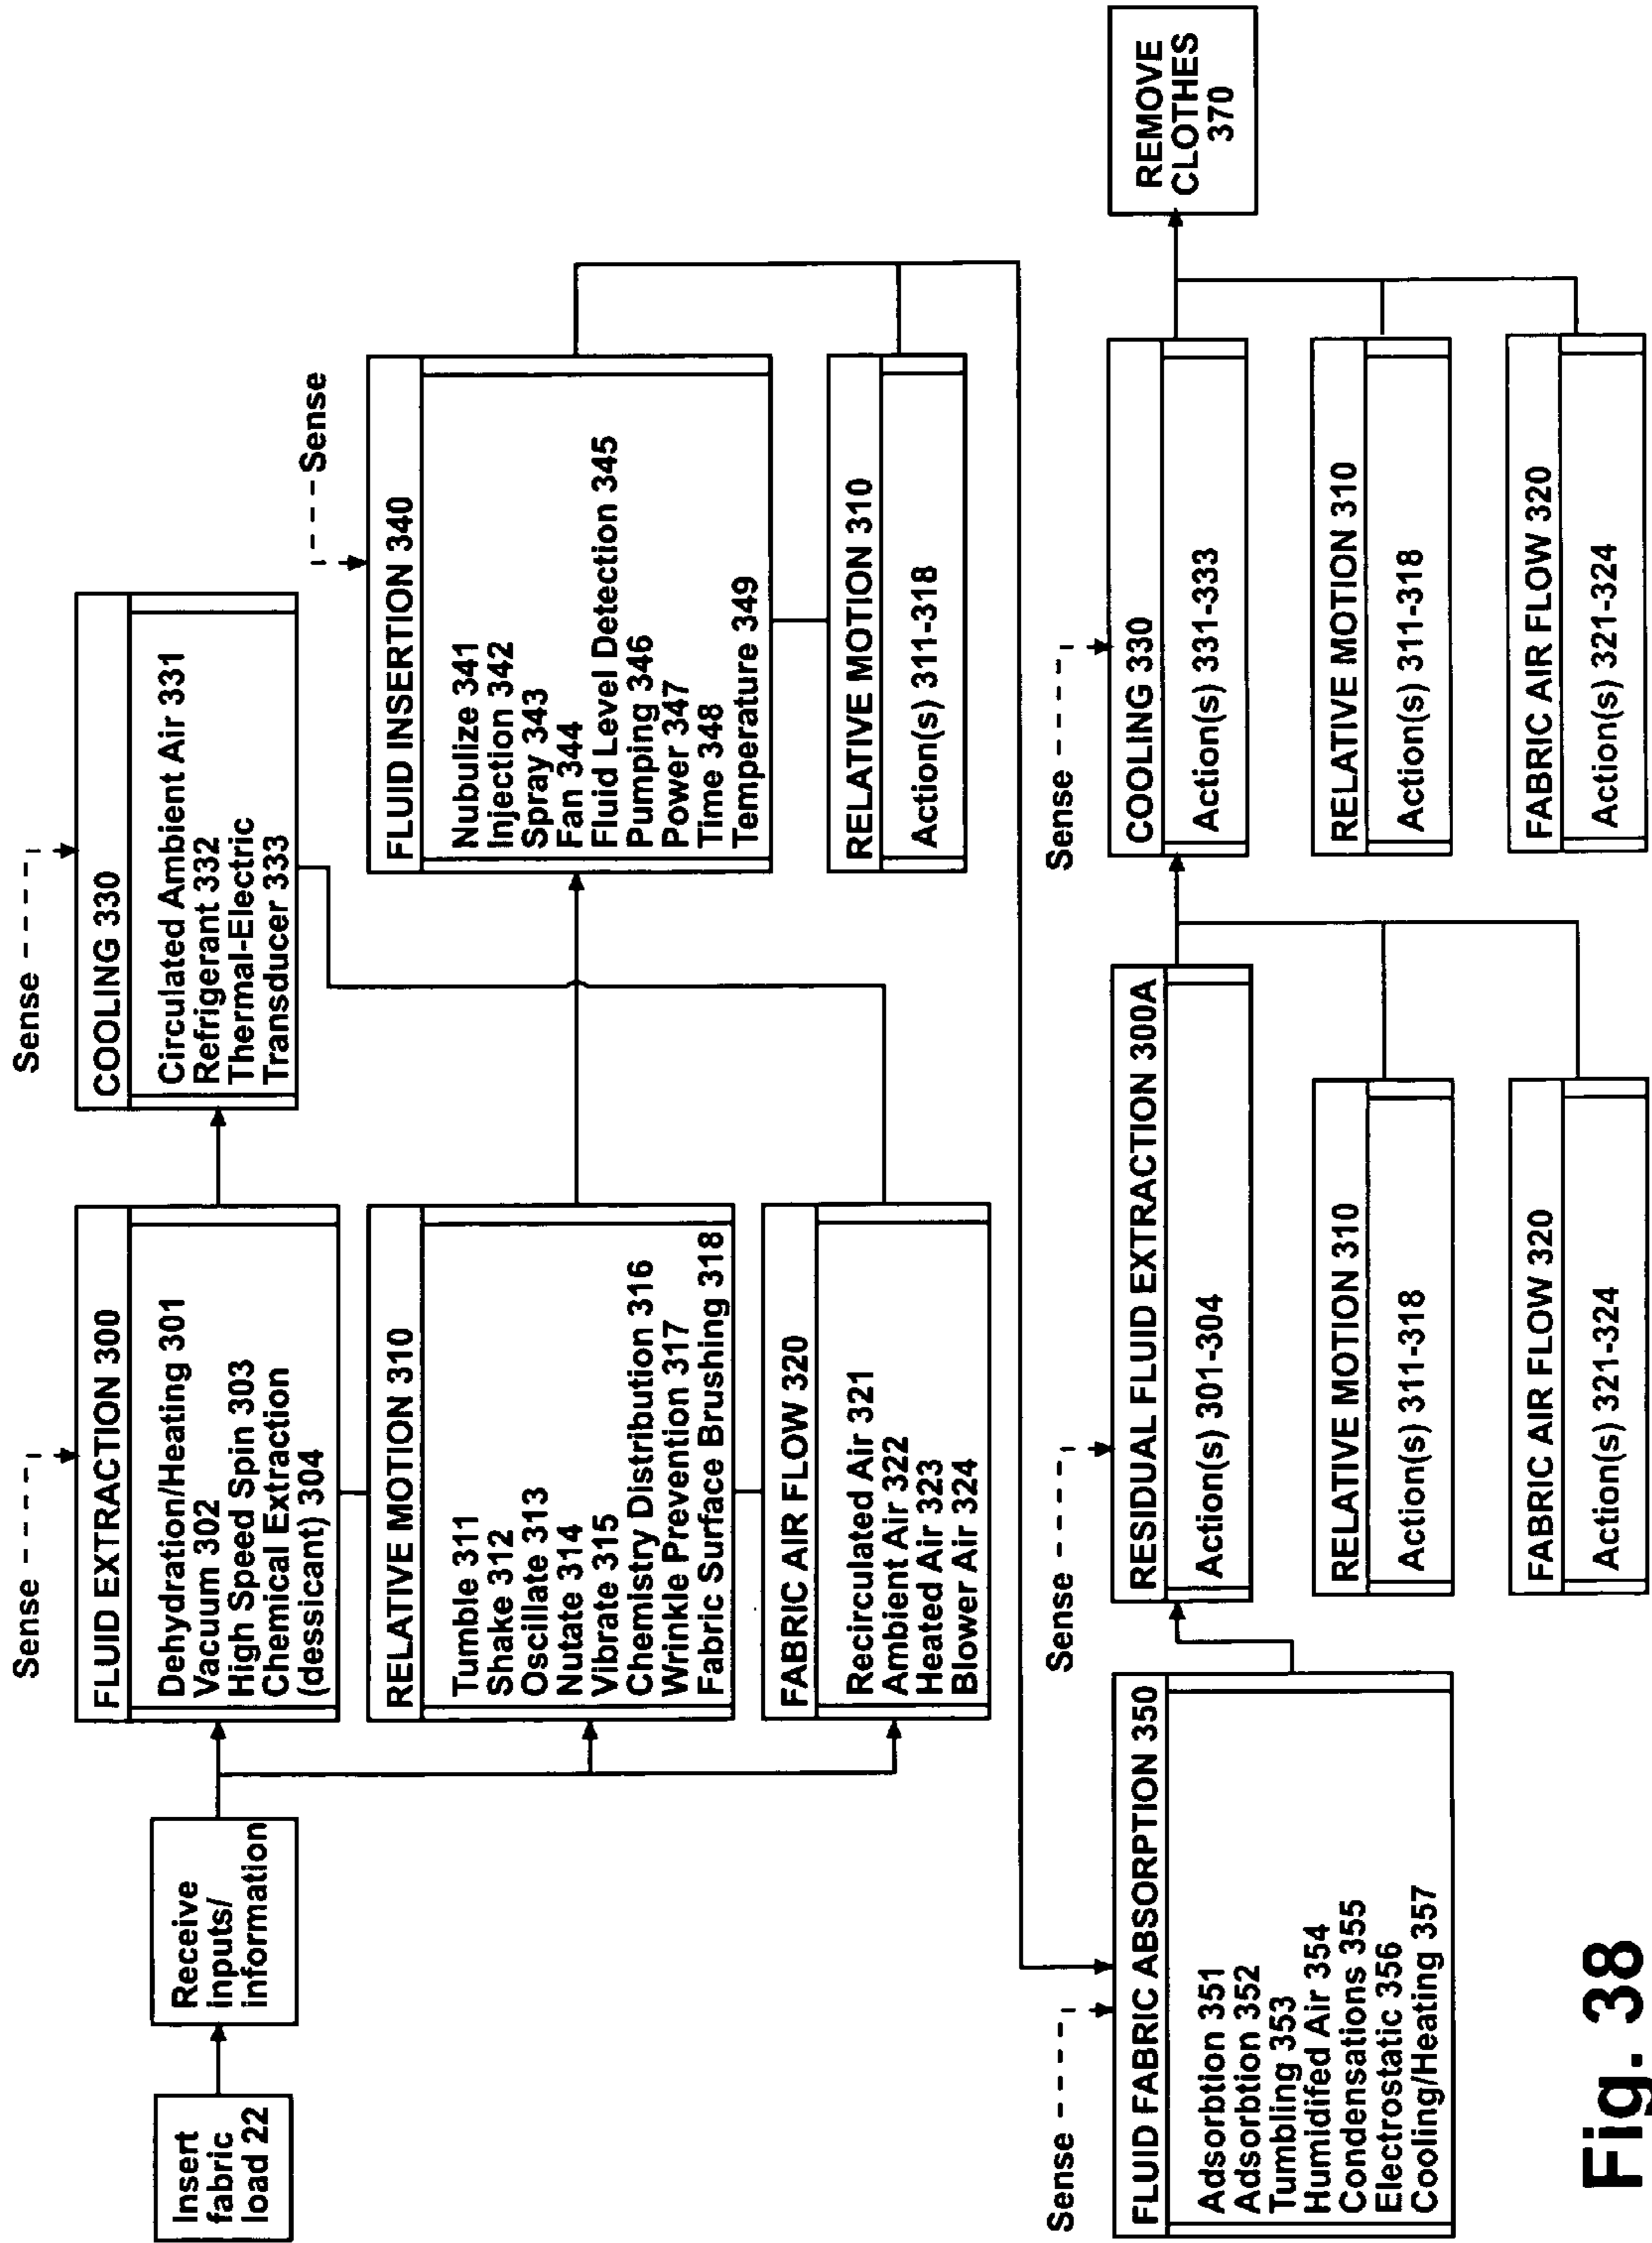 Insert
fabric
load 22
Receive
inputs/
information
Sense
FLUID EXTRACTION 300
Dehydration/Heating 301
Vacuum 302
High Speed Spin 303
Chemical Extraction
(dessicant) 304
RELATIVE MOTION 310
Tumble 311
Shake 312
Oscillate 313
Nutate 314
Vibrate 315
Chemistry Distribution 316
Wrinkle Prevention 317
Fabric Surface Brushing 318
FABRIC AIR FLOW 320
Recirculated Air 321
Ambient Air 322
Heated Air 323
Blower Air 324
Sense
COOLING 330
Circulated Ambient Air 331
Refrigerant 332
Thermal-Electric
Transducer 333
Sense
FLUID INSERTION 340
Nubulize 341
Injection 342
Spray 343
Fan 344
Fluid Level Detection 345
Pumping 346
Power 347
Time 348
Temperature 349
RELATIVE MOTION 310
Action(s) 311-318
Sense
FLUID FABRIC ABSORPTION 350
Adsorbtion 351
Adsorbtion 352
Tumbling 353
Humidifed Air 354
Condensations 355
Electrostatic 356
Cooling/Heating 357
Sense
RESIDUAL FLUID EXTRACTION 300A
Action(s) 301-304
RELATIVE MOTION 310
Action(s) 311-318
FABRIC AIR FLOW 320
Action(s) 321-324
Sense
COOLING 330
Action(s) 331-333
RELATIVE MOTION 310
Action(s) 311-318
FABRIC AIR FLOW 320
Action(s) 321-324
REMOVE
CLOTHES
370
Fig. 38